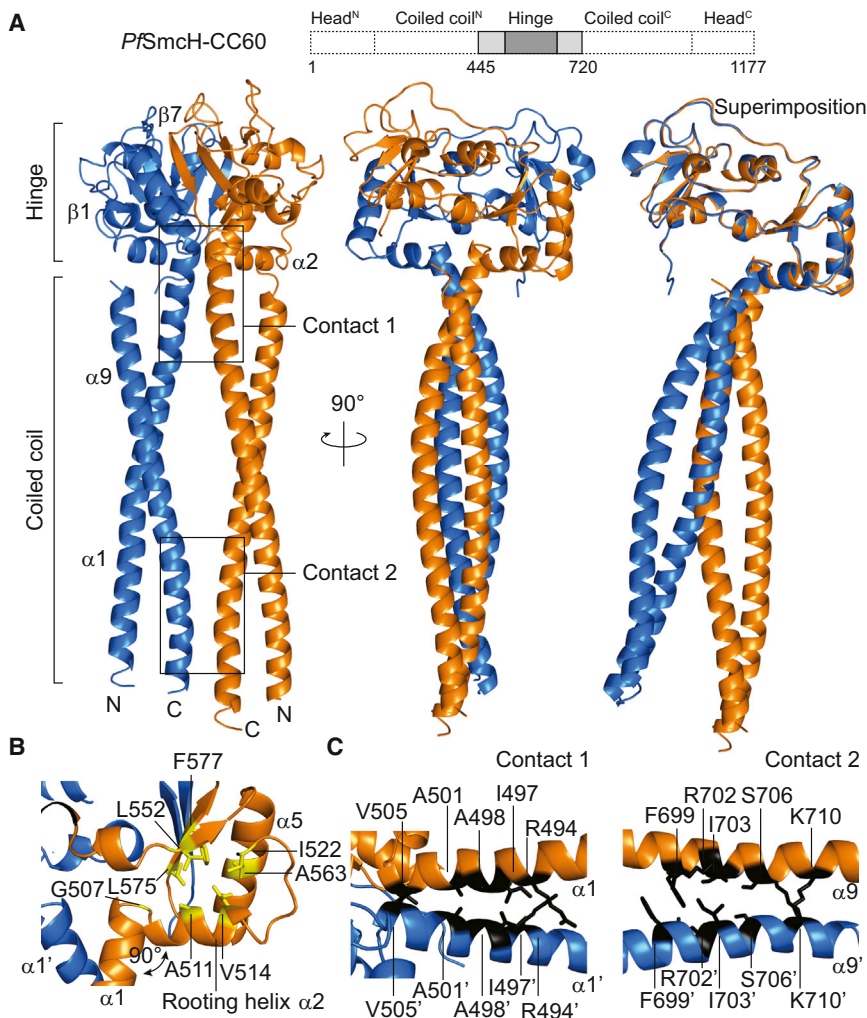 A
PfSmcH-CC60
Head^N Coiled coil^N Hinge Coiled coil^C Head^C
1 445 720 1177
Hinge
β7
β1
α2
Superimposition
Contact 1
α9
90°
Coiled coil
α1
Contact 2
N C C N
B
F577
L552
α5
I522
A563
G507
L575
90°
α1'
α1
A511
V514
Rooting helix α2
C
Contact 1
V505
A501
A498
I497
R494
α1
V505'
A501'
A498'
I497'
R494'
α1'
Contact 2
F699
R702
I703
S706
K710
α9
F699'
R702'
I703'
S706'
K710'
α9'